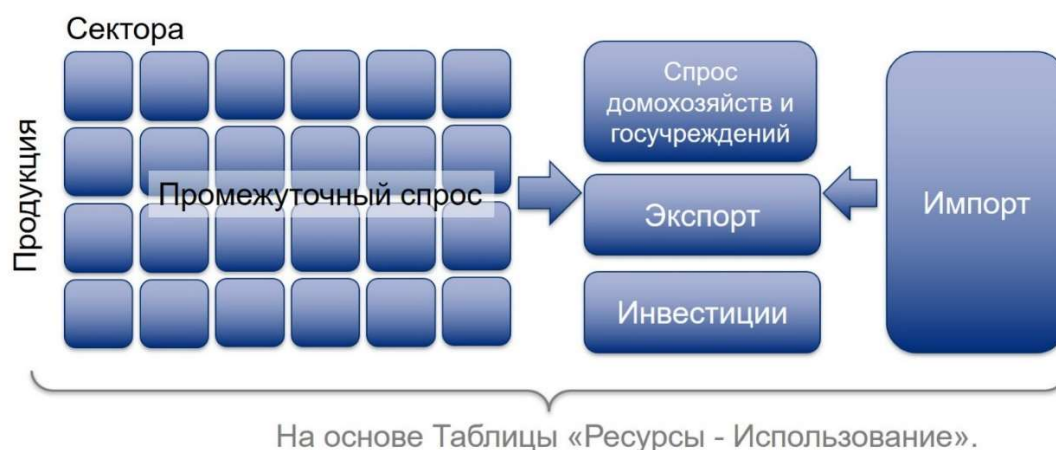 Сектора
Продукция
Промежуточный спрос
Спрос
домохозяйств и
госучреждений
Экспорт
Инвестиции
Импорт
На основе Таблицы «Ресурсы - Использование».